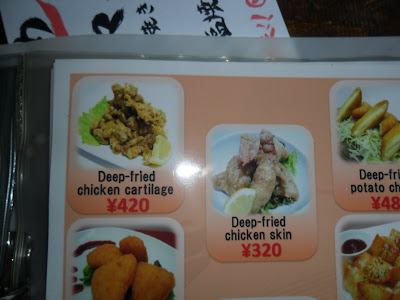 Deep-fried
chicken cartilage
¥420
Deep-fried
chicken skin
¥320
Deep-fri
potato ch
¥48